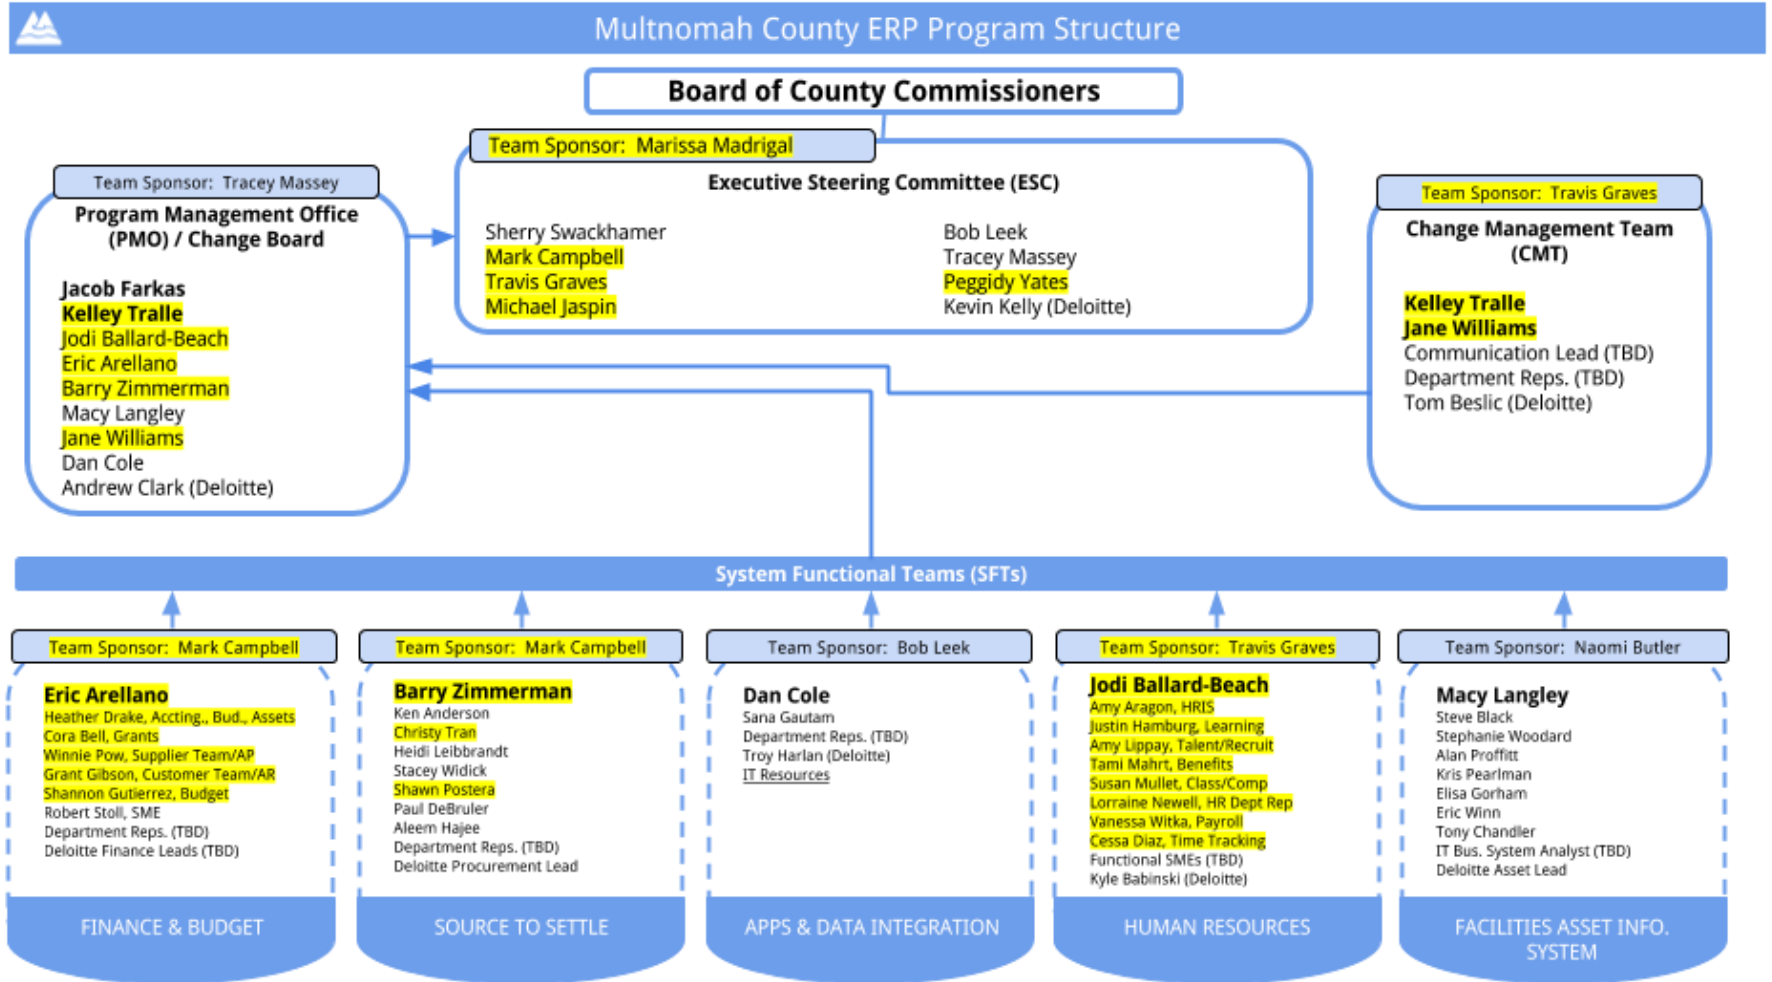 Multnomah County ERP Program Structure
Board of County Commissioners
Team Sponsor: Marissa Madrigal
Executive Steering Committee (ESC)
Sherry Swackhamer
Mark Campbell
Travis Graves
Michael Jaspin
Bob Leek
Tracey Massey
Peggidy Yates
Kevin Kelly (Deloitte)
Team Sponsor: Tracey Massey
Program Management Office
(PMO) / Change Board
Jacob Farkas
Kelley Tralle
Jodi Ballard-Beach
Eric Arellano
Barry Zimmerman
Macy Langley
Jane Williams
Dan Cole
Andrew Clark (Deloitte)
Team Sponsor: Travis Graves
Change Management Team
(CMT)
Kelley Tralle
Jane Williams
Communication Lead (TBD)
Department Reps. (TBD)
Tom Beslic (Deloitte)
System Functional Teams (SFTs)
Team Sponsor: Mark Campbell
Eric Arellano
Heather Drake, Accting., Bud., Assets
Cora Bell, Grants
Winnie Pow, Supplier Team/AP
Grant Gibson, Customer Team/AR
Shannon Gutierrez, Budget
Robert Stoll, SME
Department Reps. (TBD)
Deloitte Finance Leads (TBD)
FINANCE & BUDGET
Team Sponsor: Mark Campbell
Barry Zimmerman
Ken Anderson
Christy Tran
Heidi Leibbrandt
Stacey Widick
Shawn Postera
Paul DeBruler
Aleem Hajee
Department Reps. (TBD)
Deloitte Procurement Lead
SOURCE TO SETTLE
Team Sponsor: Bob Leek
Dan Cole
Sana Gautam
Department Reps. (TBD)
Troy Harlan (Deloitte)
IT Resources
APPS & DATA INTEGRATION
Team Sponsor: Travis Graves
Jodi Ballard-Beach
Amy Aragon, HRIS
Justin Hamburg, Learning
Amy Lippay, Talent/Recruit
Tami Mahrt, Benefits
Susan Mullet, Class/Comp
Lorraine Newell, HR Dept Rep
Vanessa Witka, Payroll
Cessa Diaz, Time Tracking
Functional SMEs (TBD)
Kyle Babinski (Deloitte)
HUMAN RESOURCES
Team Sponsor: Naomi Butler
Macy Langley
Steve Black
Stephanie Woodard
Alan Proffitt
Kris Pearlman
Elisa Gorham
Eric Winn
Tony Chandler
IT Bus. System Analyst (TBD)
Deloitte Asset Lead
FACILITIES ASSET INFO.
SYSTEM